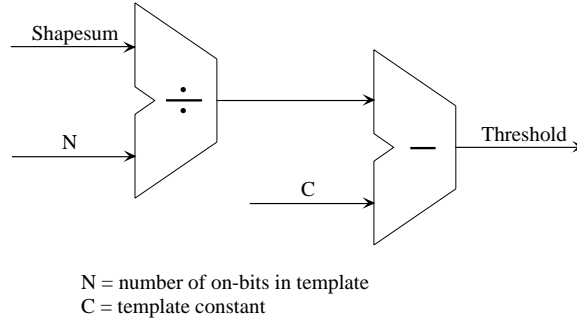 Shapesum
N
C
Threshold
N = number of on-bits in template
C = template constant